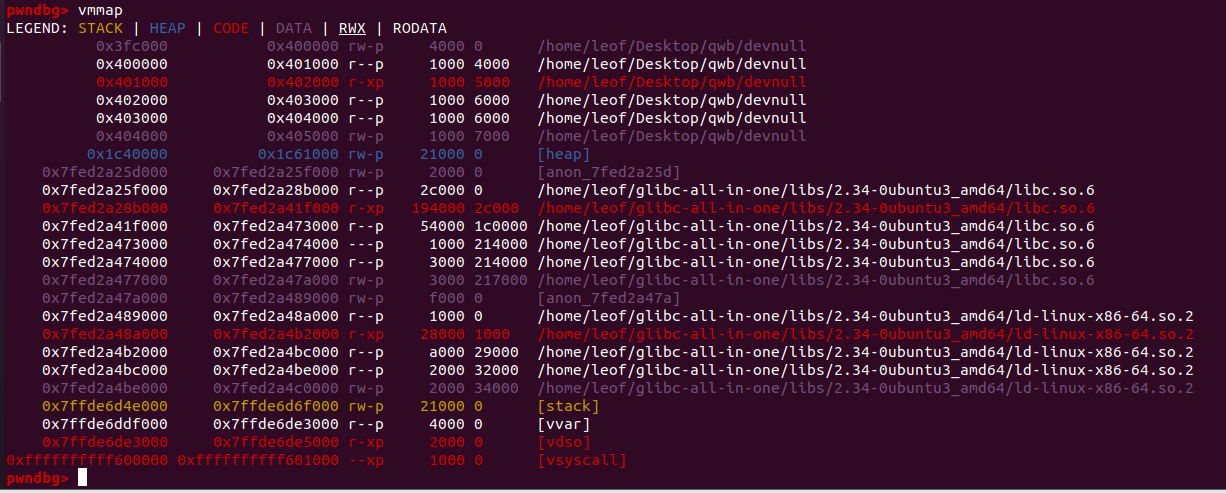 pwndbg> vmmap
LEGEND: STACK | HEAP | CODE | DATA | RWX | RODATA
0x3fc000 0x400000 rw-p 4000 0 /home/leof/Desktop/qwb/devnull
0x400000 0x401000 r--p 1000 4000 /home/leof/Desktop/qwb/devnull
0x401000 0x402000 r-xp 1000 5000 /home/leof/Desktop/qwb/devnull
0x402000 0x403000 r--p 1000 6000 /home/leof/Desktop/qwb/devnull
0x403000 0x404000 r--p 1000 6000 /home/leof/Desktop/qwb/devnull
0x404000 0x405000 rw-p 1000 7000 /home/leof/Desktop/qwb/devnull
0x1c40000 0x1c61000 rw-p 21000 0 [heap]
0x7fed2a25d000 0x7fed2a25f000 rw-p 2000 0 [anon_7fed2a25d]
0x7fed2a25f000 0x7fed2a28b000 r--p 2c000 0 /home/leof/glibc-all-in-one/libs/2.34-0ubuntu3_amd64/libc.so.6
0x7fed2a28b000 0x7fed2a41f000 r-xp 194000 2c000 /home/leof/glibc-all-in-one/libs/2.34-0ubuntu3_amd64/libc.so.6
0x7fed2a41f000 0x7fed2a473000 r--p 54000 1c0000 /home/leof/glibc-all-in-one/libs/2.34-0ubuntu3_amd64/libc.so.6
0x7fed2a473000 0x7fed2a474000 ---p 1000 214000 /home/leof/glibc-all-in-one/libs/2.34-0ubuntu3_amd64/libc.so.6
0x7fed2a474000 0x7fed2a477000 r--p 3000 214000 /home/leof/glibc-all-in-one/libs/2.34-0ubuntu3_amd64/libc.so.6
0x7fed2a477000 0x7fed2a47a000 rw-p 3000 217000 /home/leof/glibc-all-in-one/libs/2.34-0ubuntu3_amd64/libc.so.6
0x7fed2a47a000 0x7fed2a489000 rw-p f000 0 [anon_7fed2a47a]
0x7fed2a489000 0x7fed2a48a000 r--p 1000 0 /home/leof/glibc-all-in-one/libs/2.34-0ubuntu3_amd64/ld-linux-x86-64.so.2
0x7fed2a48a000 0x7fed2a4b2000 r-xp 28000 1000 /home/leof/glibc-all-in-one/libs/2.34-0ubuntu3_amd64/ld-linux-x86-64.so.2
0x7fed2a4b2000 0x7fed2a4bc000 r--p a000 29000 /home/leof/glibc-all-in-one/libs/2.34-0ubuntu3_amd64/ld-linux-x86-64.so.2
0x7fed2a4bc000 0x7fed2a4be000 r--p 2000 32000 /home/leof/glibc-all-in-one/libs/2.34-0ubuntu3_amd64/ld-linux-x86-64.so.2
0x7fed2a4be000 0x7fed2a4c0000 rw-p 2000 34000 /home/leof/glibc-all-in-one/libs/2.34-0ubuntu3_amd64/ld-linux-x86-64.so.2
0x7ffde6d4e000 0x7ffde6d6f000 rw-p 21000 0 [stack]
0x7ffde6ddf000 0x7ffde6de3000 r--p 4000 0 [vvar]
0x7ffde6de3000 0x7ffde6de5000 r-xp 2000 0 [vdso]
0xffffffffff600000 0xffffffffff601000 --xp 1000 0 [vsyscall]
pwndbg>